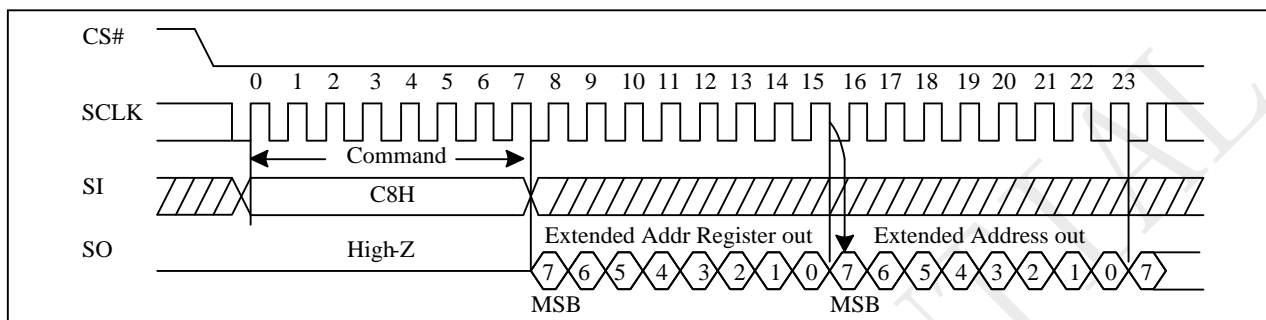 CS#
0 1 2 3 4 5 6 7 8 9 10 11 12 13 14 15 16 17 18 19 20 21 22 23
SCLK
Command
SI
C8H
Extended Addr Register out Extended Address out
SO
High-Z
7 6 5 4 3 2 1 0 7 6 5 4 3 2 1 0 7
MSB MSB